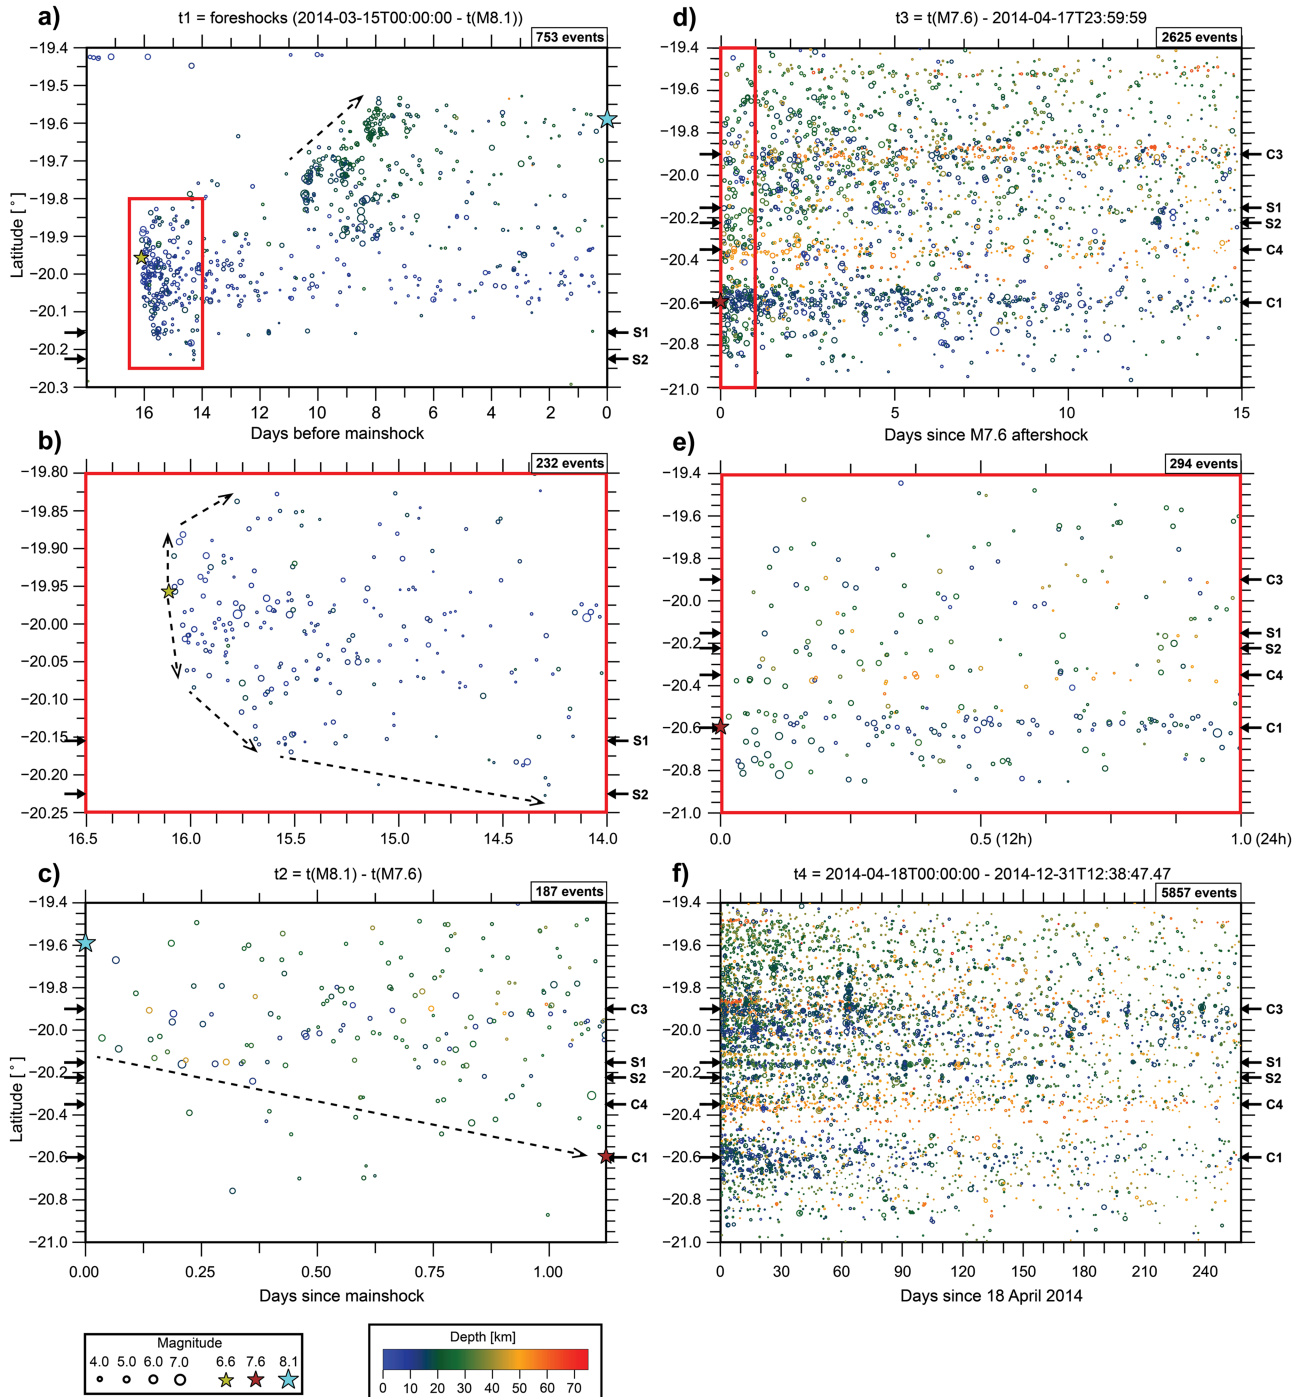 a)
t1 = foreshocks (2014-03-15T00:00:00 - t(M8.1))
753 events
−19.4
−19.5
−19.6
−19.7
−19.8
−19.9
−20.0
−20.1
−20.2
−20.3
Latitude [ ° ]
S1
S2
16 14 12 10 8 6 4 2 0
Days before mainshock
b)
232 events
−19.80
−19.85
−19.90
−19.95
−20.00
−20.05
−20.10
−20.15
−20.20
−20.25
S1
S2
16.5 16.0 15.5 15.0 14.5 14.0
c)
t2 = t(M8.1) - t(M7.6)
187 events
−19.4
−19.6
−19.8
−20.0
−20.2
−20.4
−20.6
−20.8
−21.0
Latitude [ ° ]
C3
S1
S2
C4
C1
0.00 0.25 0.50 0.75 1.00
Days since mainshock
d)
t3 = t(M7.6) - 2014-04-17T23:59:59
2625 events
−19.4
−19.6
−19.8
−20.0
−20.2
−20.4
−20.6
−20.8
−21.0
C3
S1
S2
C4
C1
0 5 10 15
Days since M7.6 aftershock
e)
294 events
−19.4
−19.6
−19.8
−20.0
−20.2
−20.4
−20.6
−20.8
−21.0
C3
S1
S2
C4
C1
0.0 0.5 (12h) 1.0 (24h)
f)
t4 = 2014-04-18T00:00:00 - 2014-12-31T12:38:47.47
5857 events
−19.4
−19.6
−19.8
−20.0
−20.2
−20.4
−20.6
−20.8
−21.0
C3
S1
S2
C4
C1
0 30 60 90 120 150 180 210 240
Days since 18 April 2014
Magnitude
4.0 5.0 6.0 7.0 6.6 7.6 8.1
Depth [km]
0 10 20 30 40 50 60 70